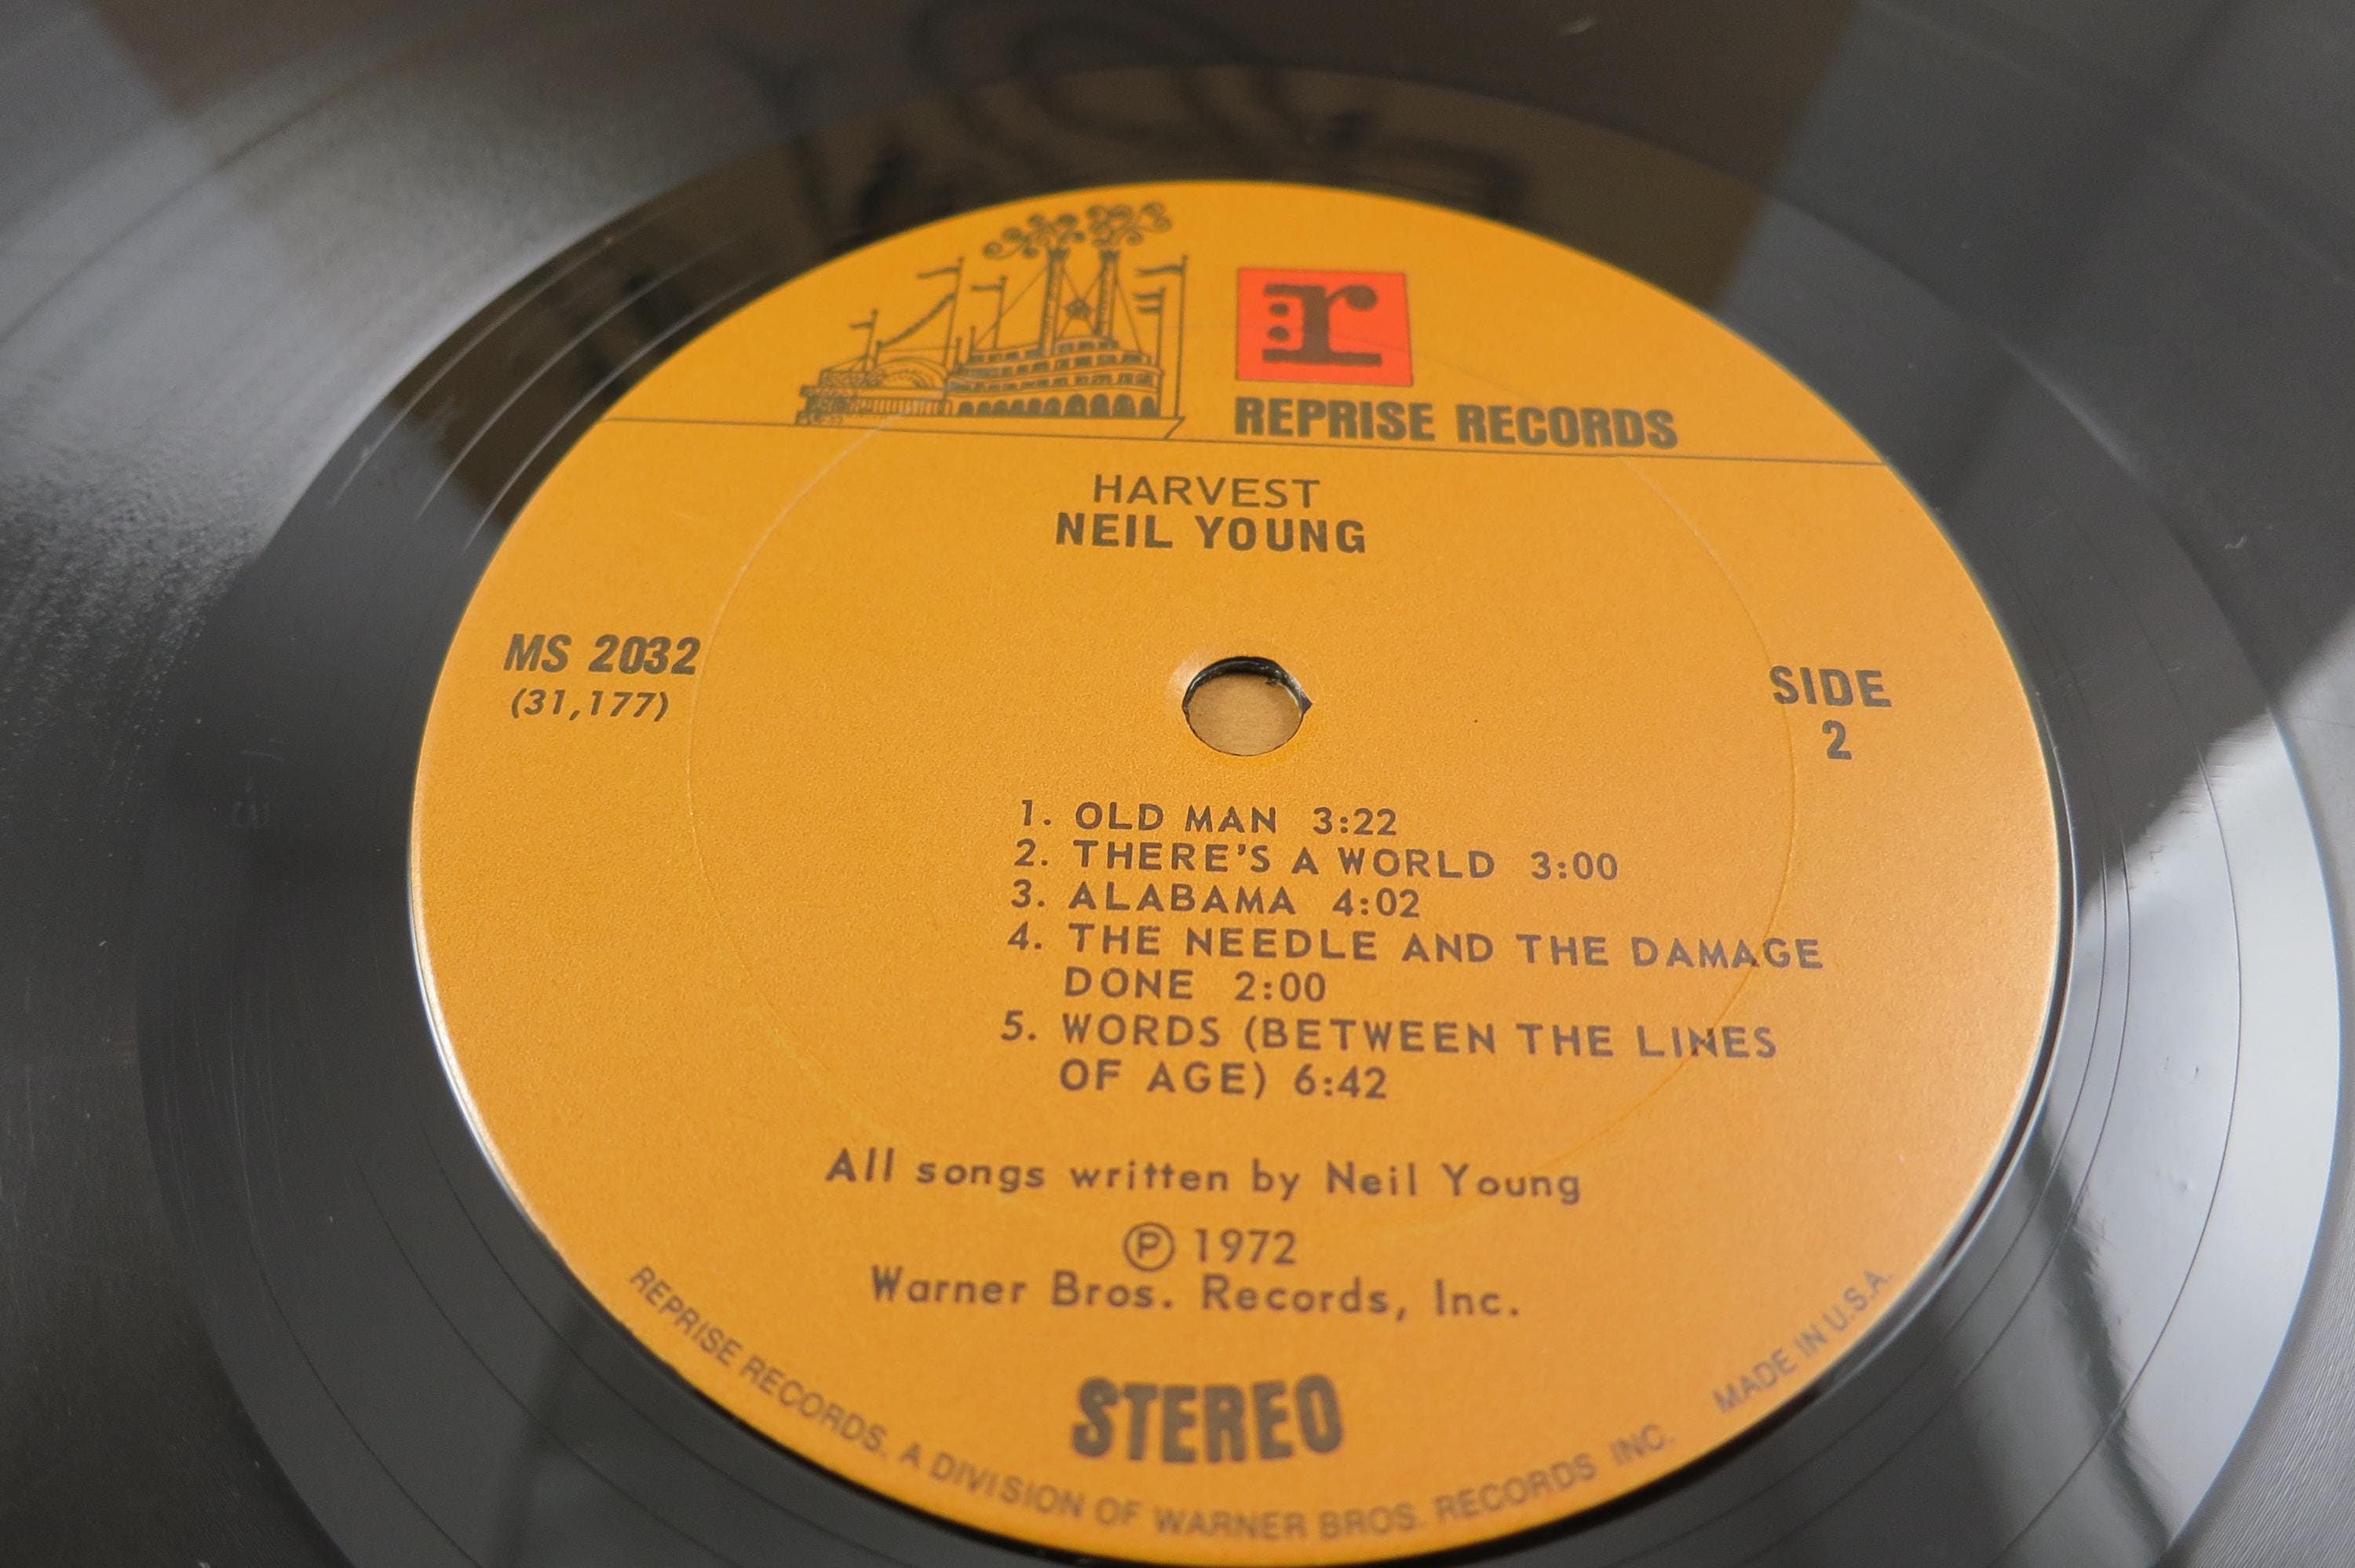 r
REPRISE RECORDS
HARVEST
NEIL YOUNG
MS 2032
(31,177)
SIDE
2
1. OLD MAN 3:22
2. THERE'S A WORLD 3:00
3. ALABAMA 4:02
4. THE NEEDLE AND THE DAMAGE
DONE 2:00
5. WORDS (BETWEEN THE LINES
OF AGE) 6:42
All songs written by Neil Young
℗ 1972
Warner Bros. Records, Inc.
STEREO
REPRISE RECORDS, A DIVISION OF WARNER BROS. RECORDS INC. MADE IN U.S.A.